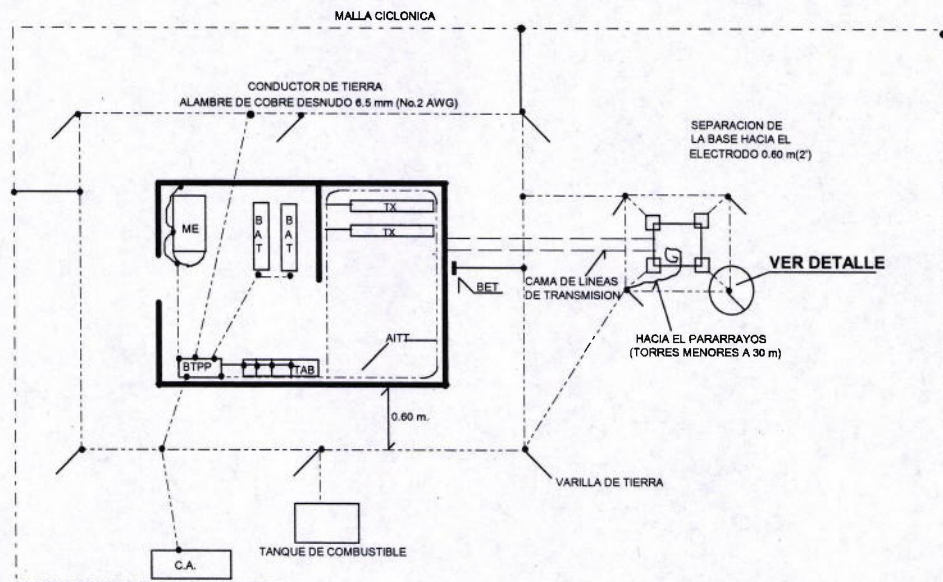 MALLA CICLONICA
CONDUCTOR DE TIERRA
ALAMBRE DE COBRE DESNUDO 6.5 mm (No.2 AWG)
SEPARACION DE
LA BASE HACIA EL
ELECTRODO 0.60 m(2')
ME
BAT
BAT
TX
TX
VER DETALLE
CAMA DE LINEAS
DE TRANSMISION
BET
HACIA EL PARARRAYOS
(TORRES MENORES A 30 m)
AITT
BTPP
TAB
0.60 m.
VARILLA DE TIERRA
TANQUE DE COMBUSTIBLE
C.A.